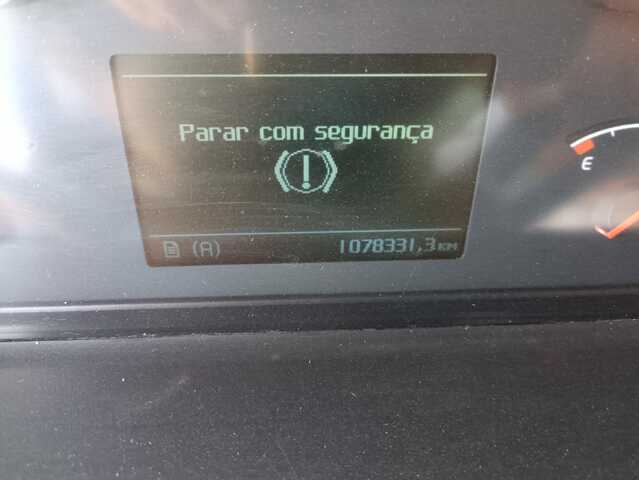 Parar com segurança
(!)
(A) 1078331,3 KM
E